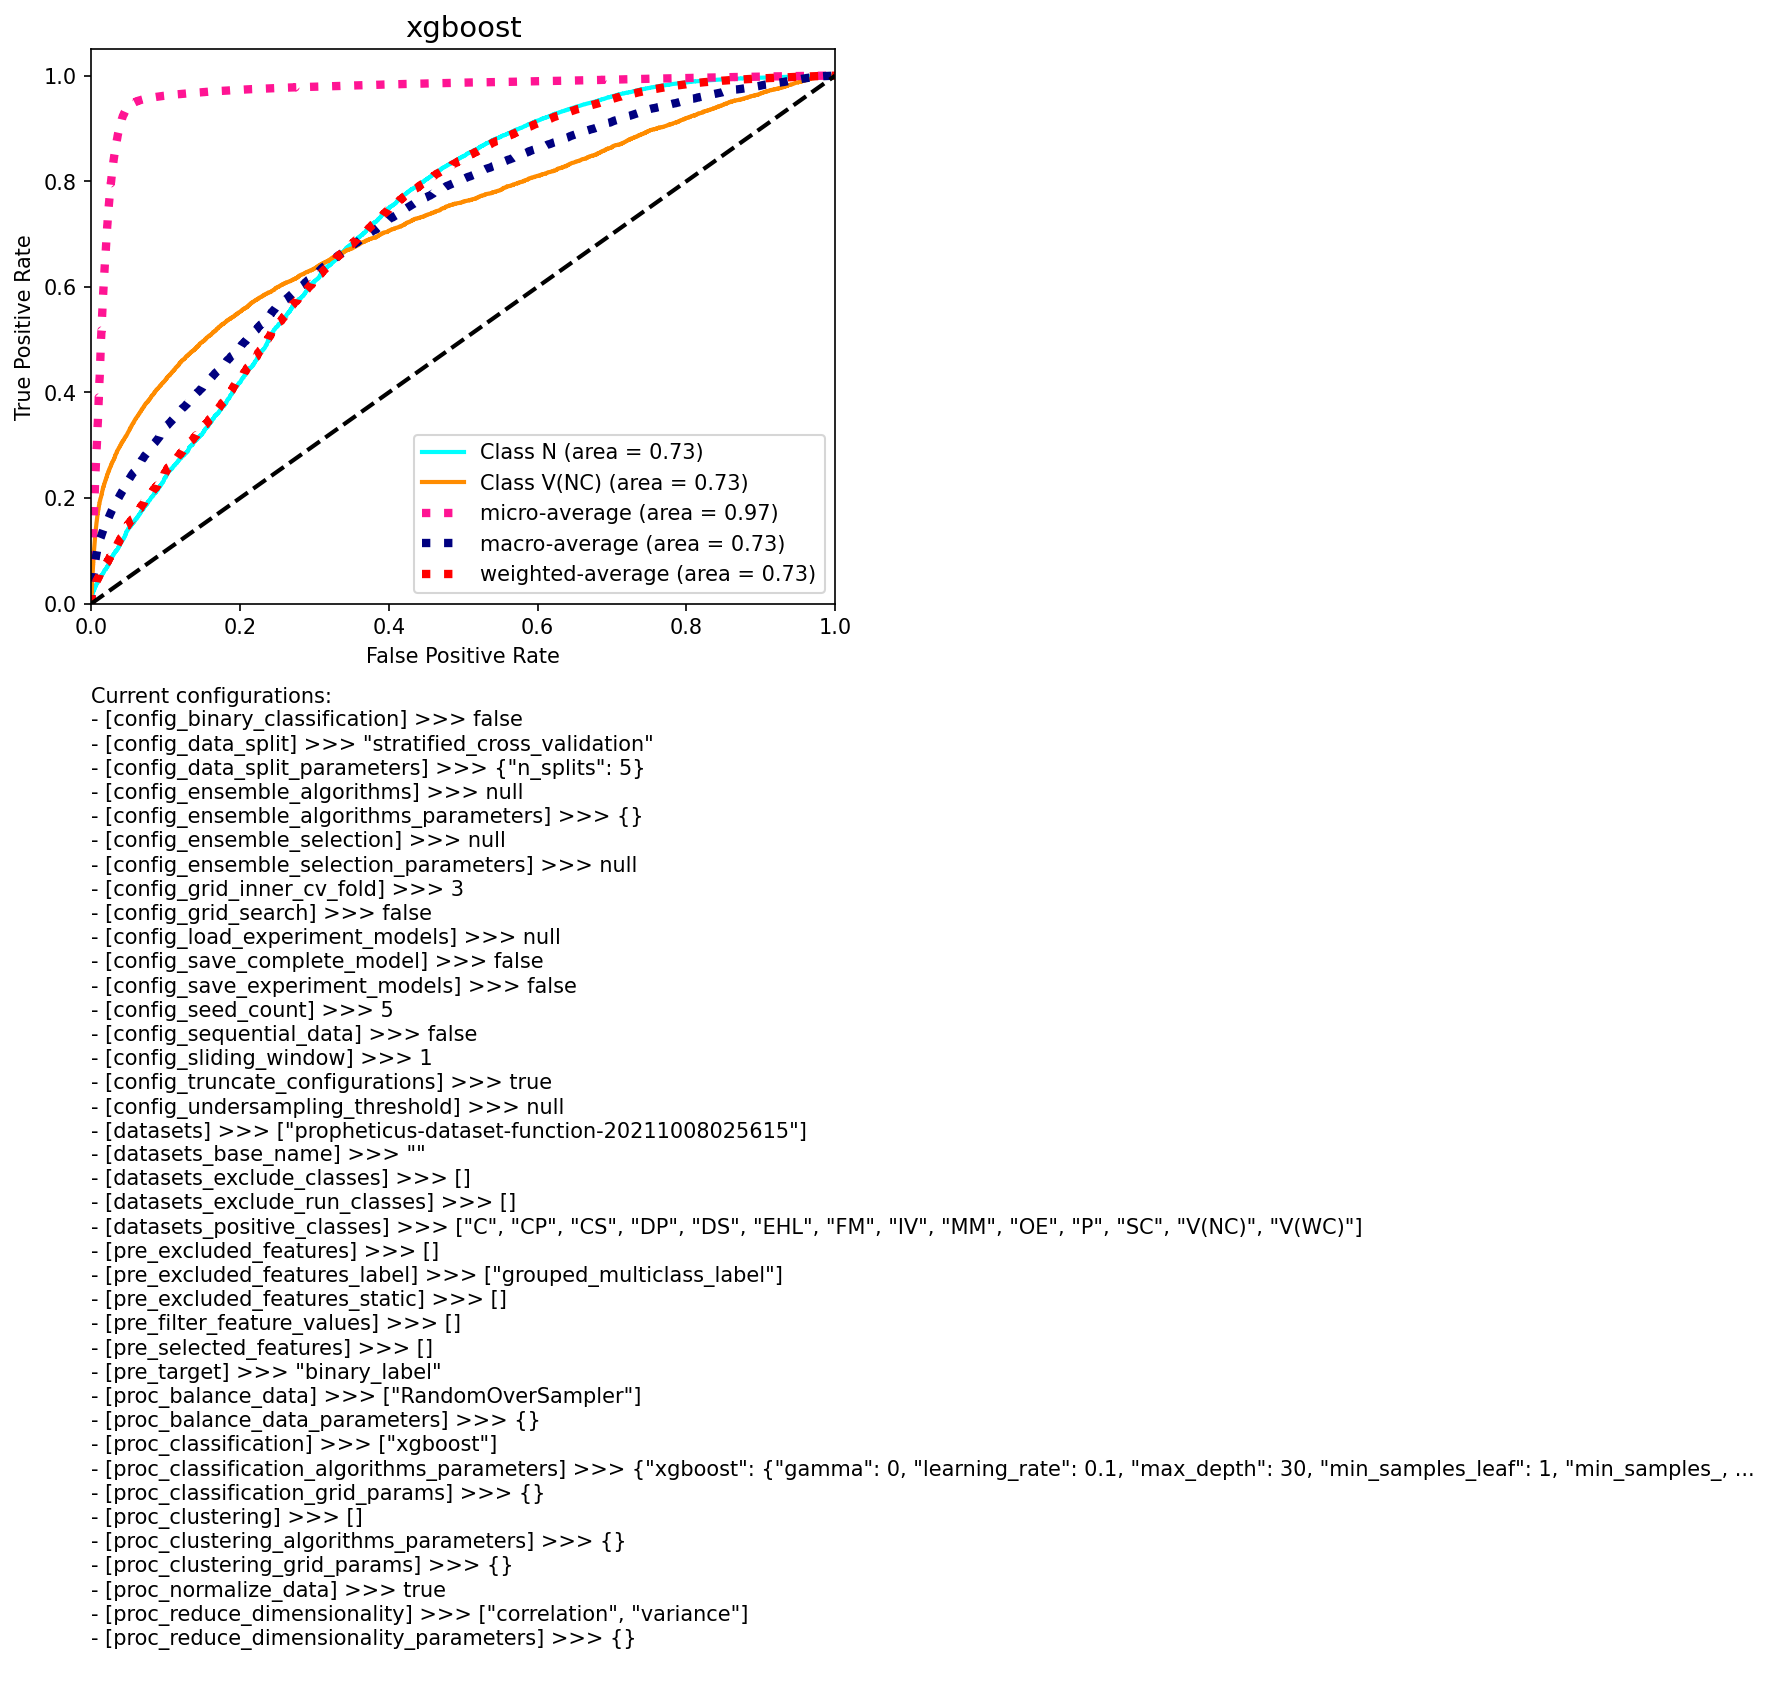 xgboost
1.0
0.8
0.6
0.4
0.2
0.0
True Positive Rate
Class N (area = 0.73)
Class V(NC) (area = 0.73)
micro-average (area = 0.97)
macro-average (area = 0.73)
weighted-average (area = 0.73)
0.0 0.2 0.4 0.6 0.8 1.0
False Positive Rate
Current configurations:
- [config_binary_classification] >>> false
- [config_data_split] >>> "stratified_cross_validation"
- [config_data_split_parameters] >>> {"n_splits": 5}
- [config_ensemble_algorithms] >>> null
- [config_ensemble_algorithms_parameters] >>> {}
- [config_ensemble_selection] >>> null
- [config_ensemble_selection_parameters] >>> null
- [config_grid_inner_cv_fold] >>> 3
- [config_grid_search] >>> false
- [config_load_experiment_models] >>> null
- [config_save_complete_model] >>> false
- [config_save_experiment_models] >>> false
- [config_seed_count] >>> 5
- [config_sequential_data] >>> false
- [config_sliding_window] >>> 1
- [config_truncate_configurations] >>> true
- [config_undersampling_threshold] >>> null
- [datasets] >>> ["propheticus-dataset-function-20211008025615"]
- [datasets_base_name] >>> ""
- [datasets_exclude_classes] >>> []
- [datasets_exclude_run_classes] >>> []
- [datasets_positive_classes] >>> ["C", "CP", "CS", "DP", "DS", "EHL", "FM", "IV", "MM", "OE", "P", "SC", "V(NC)", "V(WC)"]
- [pre_excluded_features] >>> []
- [pre_excluded_features_label] >>> ["grouped_multiclass_label"]
- [pre_excluded_features_static] >>> []
- [pre_filter_feature_values] >>> []
- [pre_selected_features] >>> []
- [pre_target] >>> "binary_label"
- [proc_balance_data] >>> ["RandomOverSampler"]
- [proc_balance_data_parameters] >>> {}
- [proc_classification] >>> ["xgboost"]
- [proc_classification_algorithms_parameters] >>> {"xgboost": {"gamma": 0, "learning_rate": 0.1, "max_depth": 30, "min_samples_leaf": 1, "min_samples_, ...
- [proc_classification_grid_params] >>> {}
- [proc_clustering] >>> []
- [proc_clustering_algorithms_parameters] >>> {}
- [proc_clustering_grid_params] >>> {}
- [proc_normalize_data] >>> true
- [proc_reduce_dimensionality] >>> ["correlation", "variance"]
- [proc_reduce_dimensionality_parameters] >>> {}